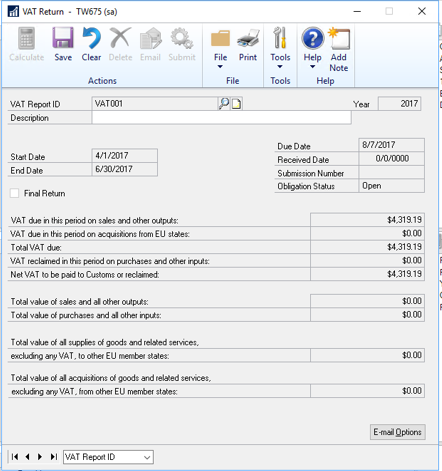 VAT Return - TW675 (sa)
Calculate Save Clear Delete Email Submit File Print Tools Help Add Note
Actions File Tools Help
VAT Report ID VAT001 Year 2017
Description
Due Date 8/7/2017
Start Date 4/1/2017 Received Date 0/0/0000
End Date 6/30/2017 Submission Number
Final Return Obligation Status Open
VAT due in this period on sales and other outputs: $4,319.19
VAT due in this period on acquisitions from EU states: $0.00
Total VAT due: $4,319.19
VAT reclaimed in this period on purchases and other inputs: $0.00
Net VAT to be paid to Customs or reclaimed: $4,319.19
Total value of sales and all other outputs: $0.00
Total value of purchases and all other inputs: $0.00
Total value of all supplies of goods and related services,
excluding any VAT, to other EU member states: $0.00
Total value of all acquisitions of goods and related services,
excluding any VAT, from other EU member states: $0.00
E-mail Options
VAT Report ID